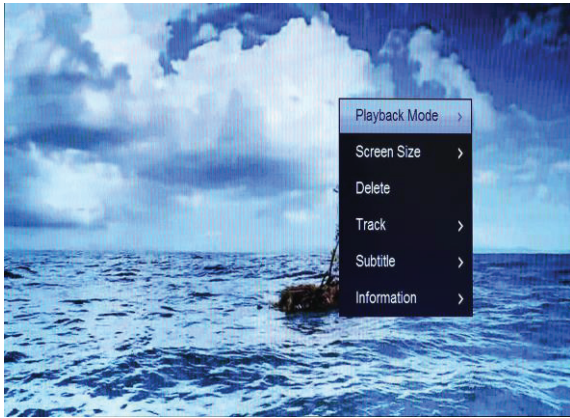 Playback Mode >
Screen Size >
Delete
Track >
Subtitle >
Information >